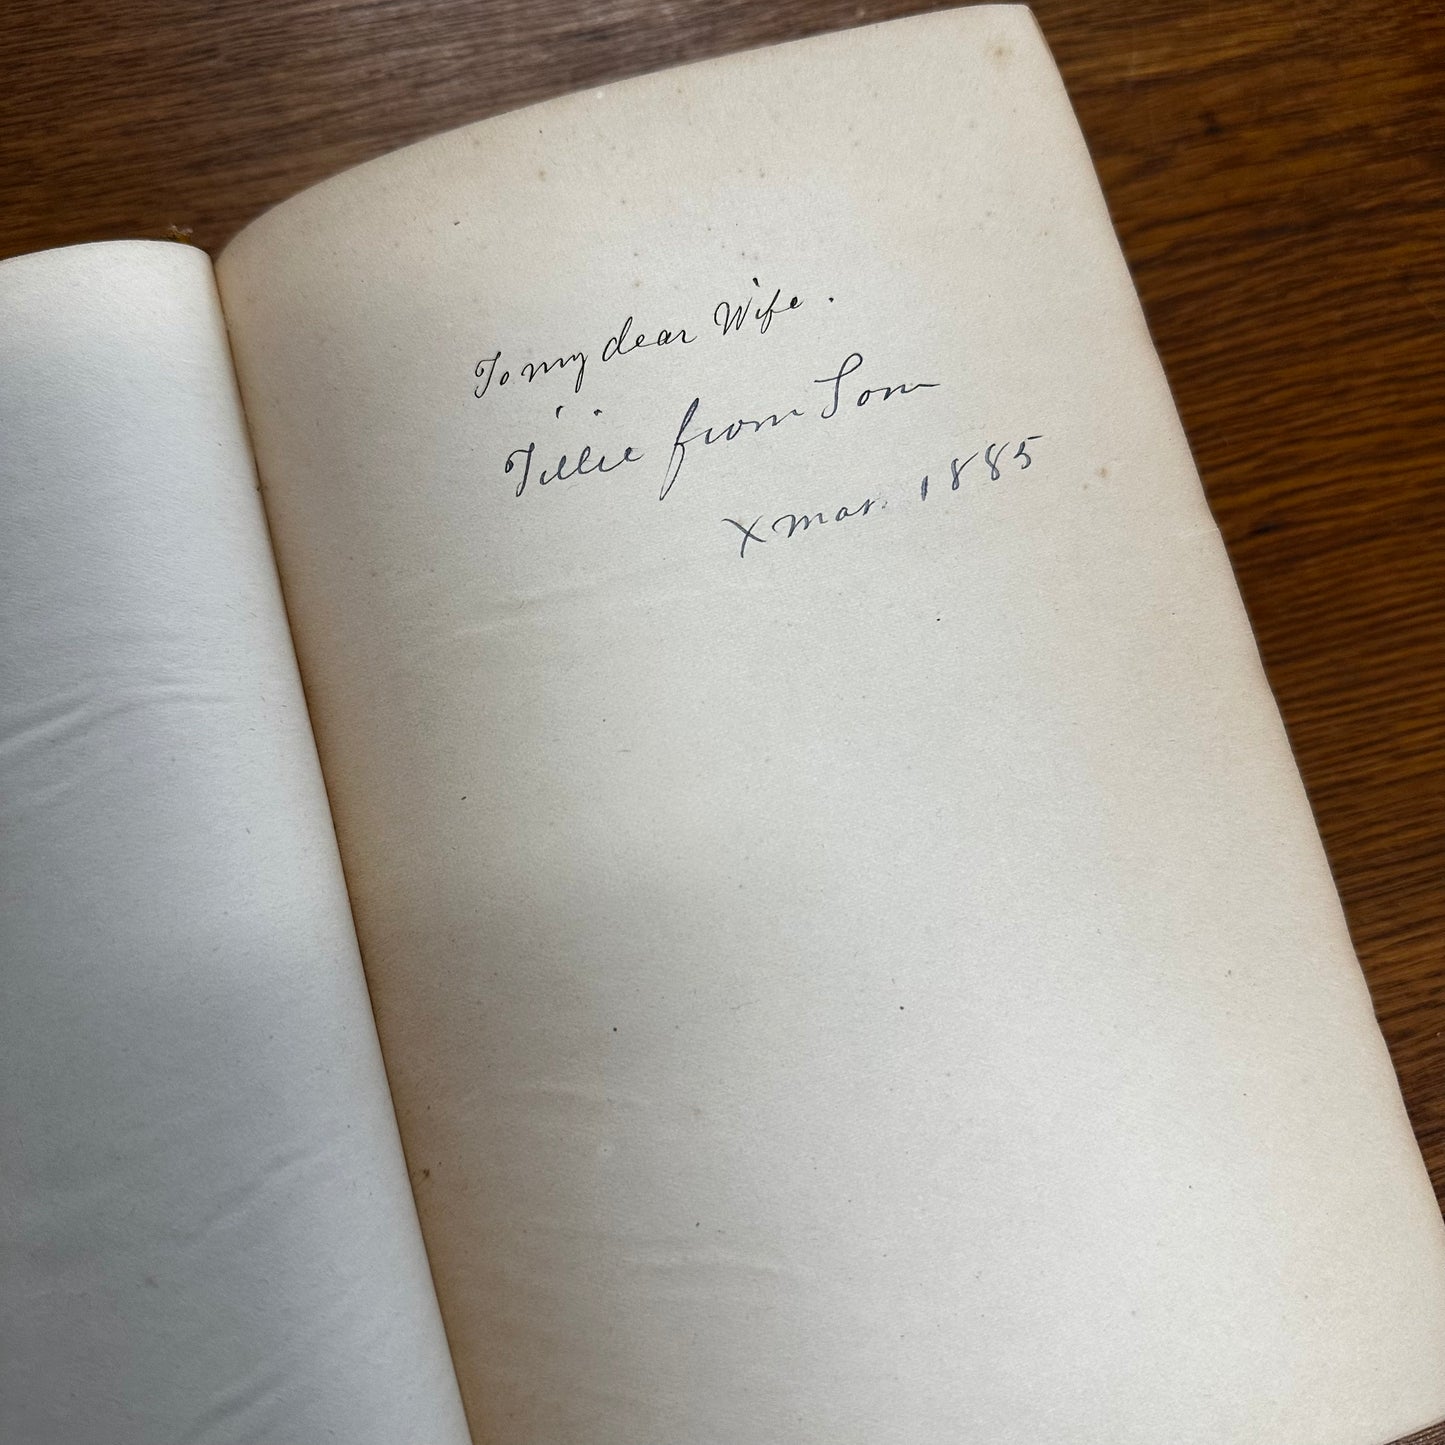 To my dear Wife.
Tillie from Tom
Xmas. 1885